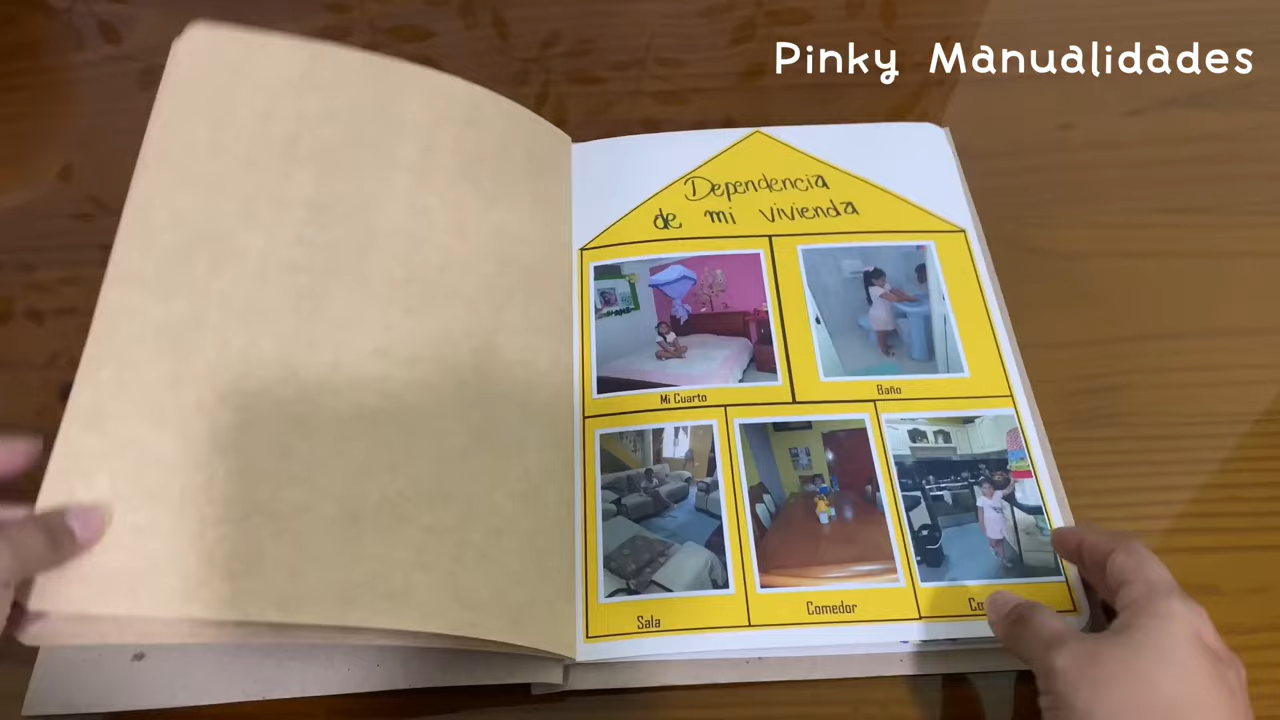 Pinky Manualidades
Dependencia
de mi vivienda
Mi Cuarto
Baño
Sala
Comedor